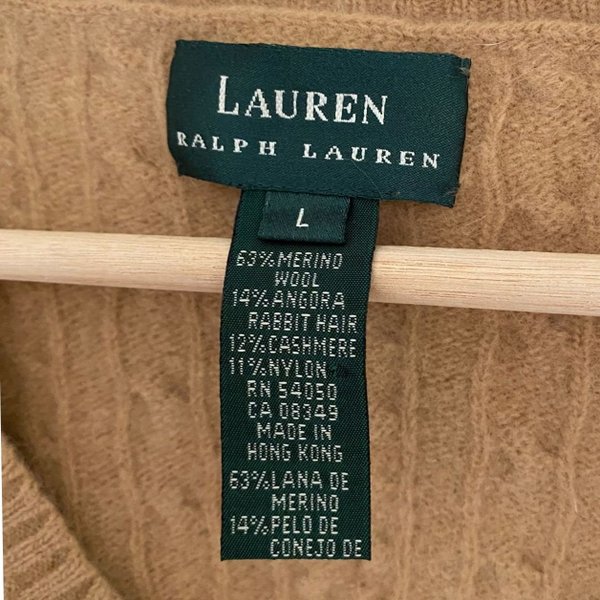 LAUREN
RALPH LAUREN
L
63% MERINO
WOOL
14% ANGORA
RABBIT HAIR
12% CASHMERE
11% NYLON
RN 54050
CA 08349
MADE IN
HONG KONG
63% LANA DE
MERINO
14% PELO DE
CONEJO DE